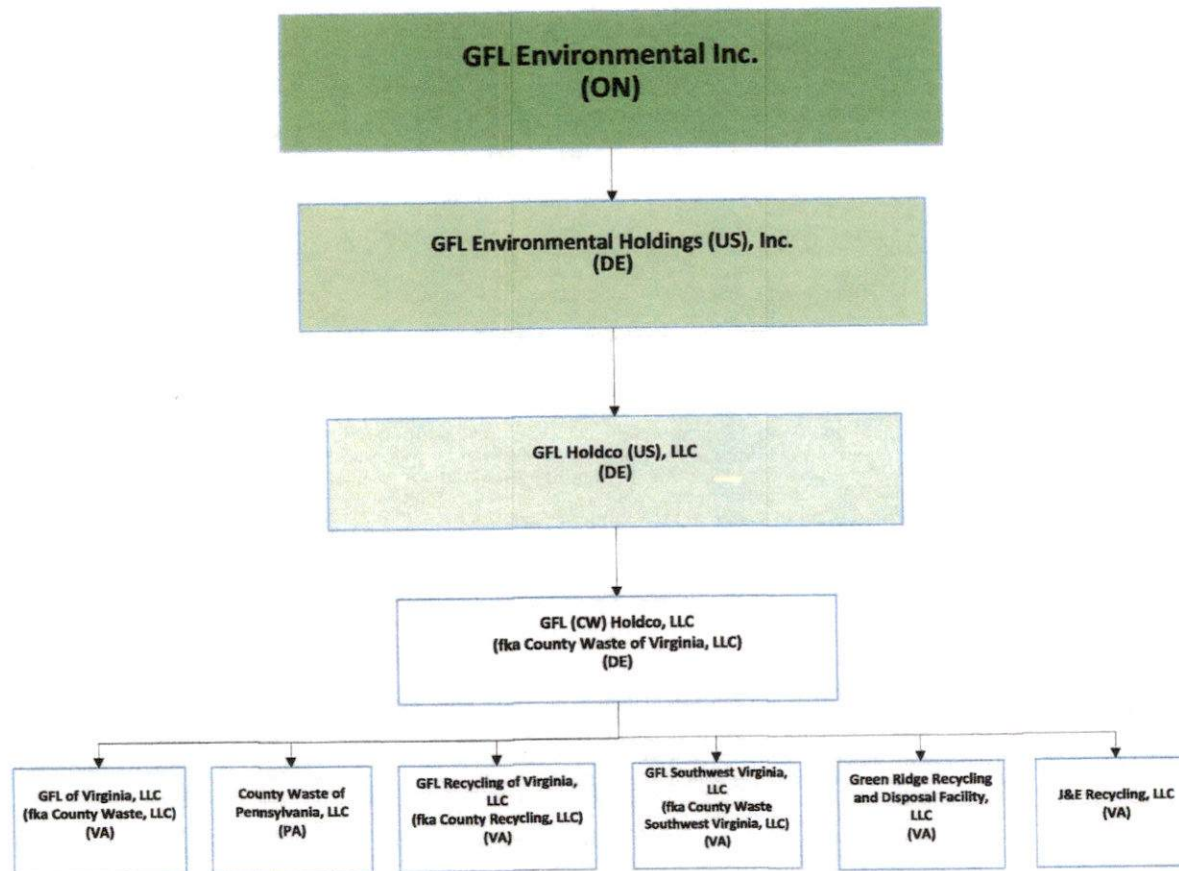 GFL Environmental Inc.
(ON)
GFL Environmental Holdings (US), Inc.
(DE)
GFL Holdco (US), LLC
(DE)
GFL (CW) Holdco, LLC
(fka County Waste of Virginia, LLC)
(DE)
GFL of Virginia, LLC
(fka County Waste, LLC)
(VA)
County Waste of
Pennsylvania, LLC
(PA)
GFL Recycling of Virginia,
LLC
(fka County Recycling, LLC)
(VA)
GFL Southwest Virginia,
LLC
(fka County Waste
Southwest Virginia, LLC)
(VA)
Green Ridge Recycling
and Disposal Facility,
LLC
(VA)
J&E Recycling, LLC
(VA)